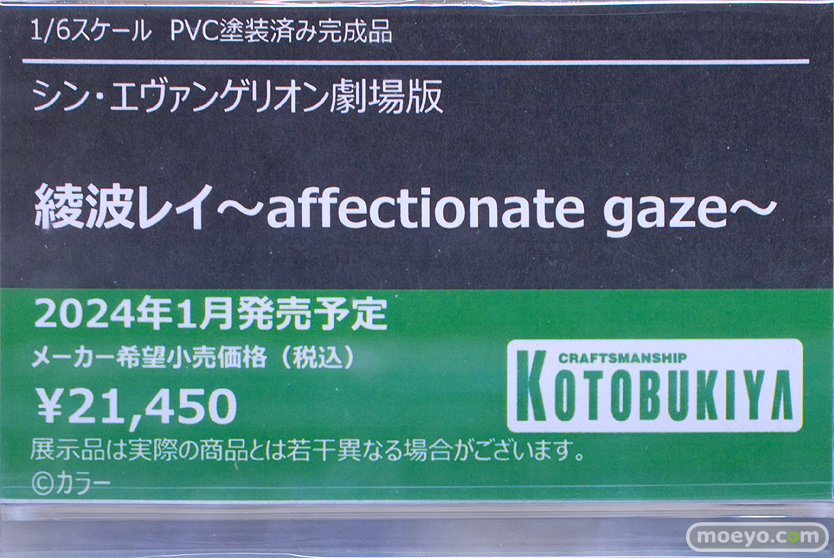 1/6スケール PVC塗装済み完成品
シン・エヴァンゲリオン劇場版
綾波レイ～affectionate gaze～
2024年1月発売予定
メーカー希望小売価格（税込）
¥21,450
CRAFTSMANSHIP
KOTOBUKIYA
展示品は実際の商品とは若干異なる場合がございます。
©カラー
moeyo.com